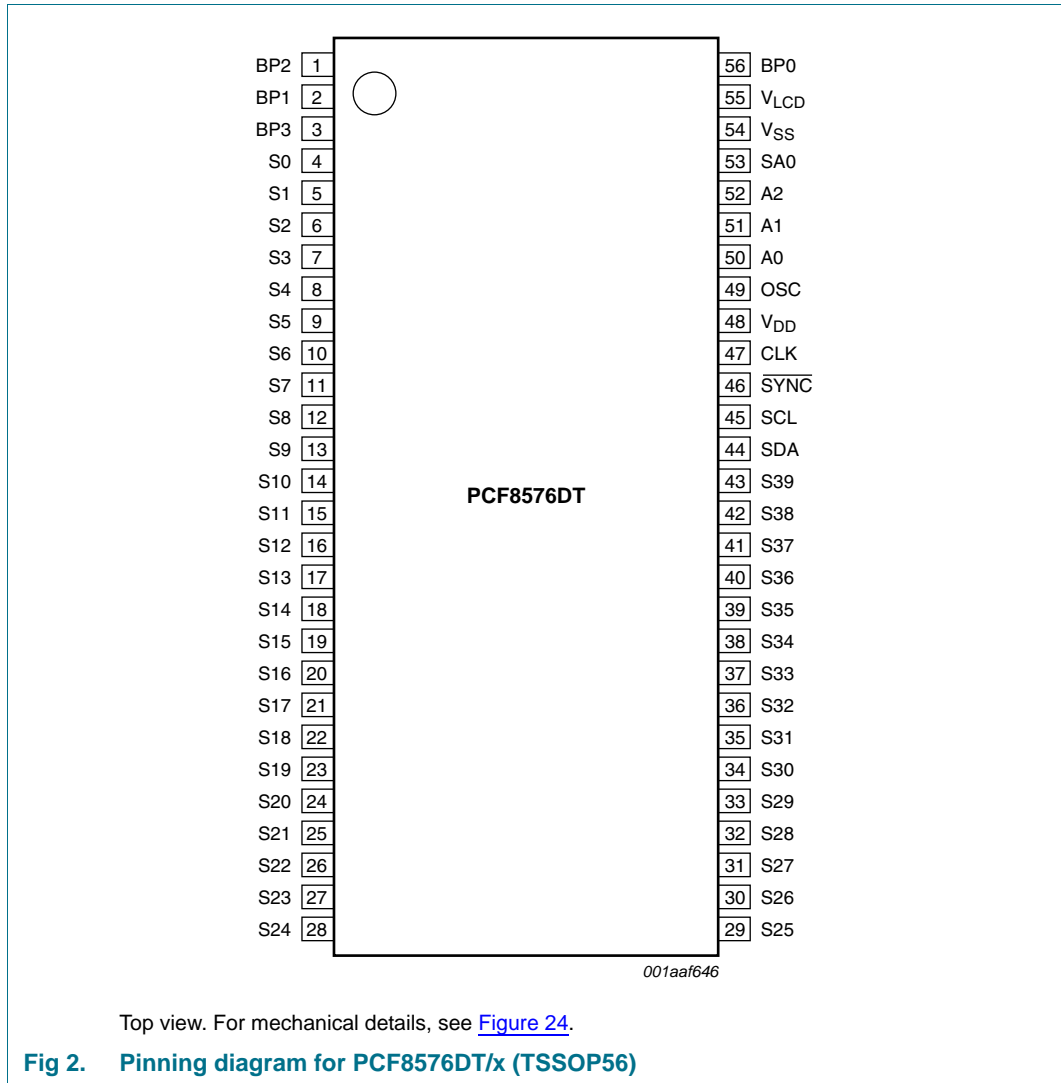 BP2 1 56 BP0
BP1 2 55 VLCD
BP3 3 54 VSS
S0 4 53 SA0
S1 5 52 A2
S2 6 51 A1
S3 7 50 A0
S4 8 49 OSC
S5 9 48 VDD
S6 10 47 CLK
S7 11 46 SYNC
S8 12 45 SCL
S9 13 44 SDA
S10 14 43 S39
PCF8576DT
S11 15 42 S38
S12 16 41 S37
S13 17 40 S36
S14 18 39 S35
S15 19 38 S34
S16 20 37 S33
S17 21 36 S32
S18 22 35 S31
S19 23 34 S30
S20 24 33 S29
S21 25 32 S28
S22 26 31 S27
S23 27 30 S26
S24 28 29 S25
001aaf646
Top view. For mechanical details, see Figure 24.
Fig 2. Pinning diagram for PCF8576DT/x (TSSOP56)